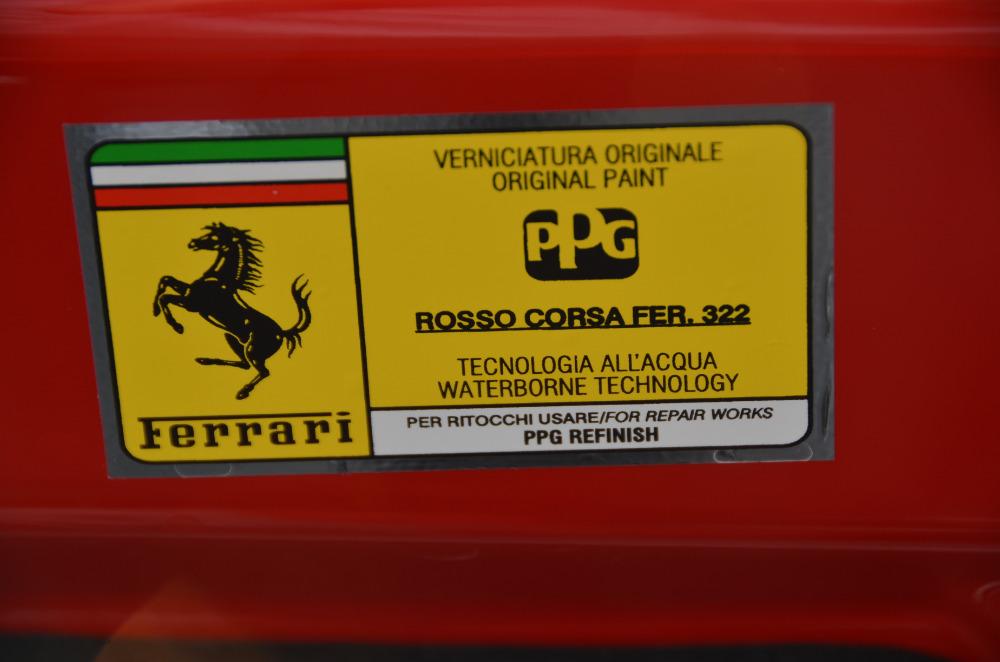 Ferrari
VERNICIATURA ORIGINALE
ORIGINAL PAINT
PPG
ROSSO CORSA FER. 322
TECNOLOGIA ALL'ACQUA
WATERBORNE TECHNOLOGY
PER RITOCCHI USARE/FOR REPAIR WORKS
PPG REFINISH